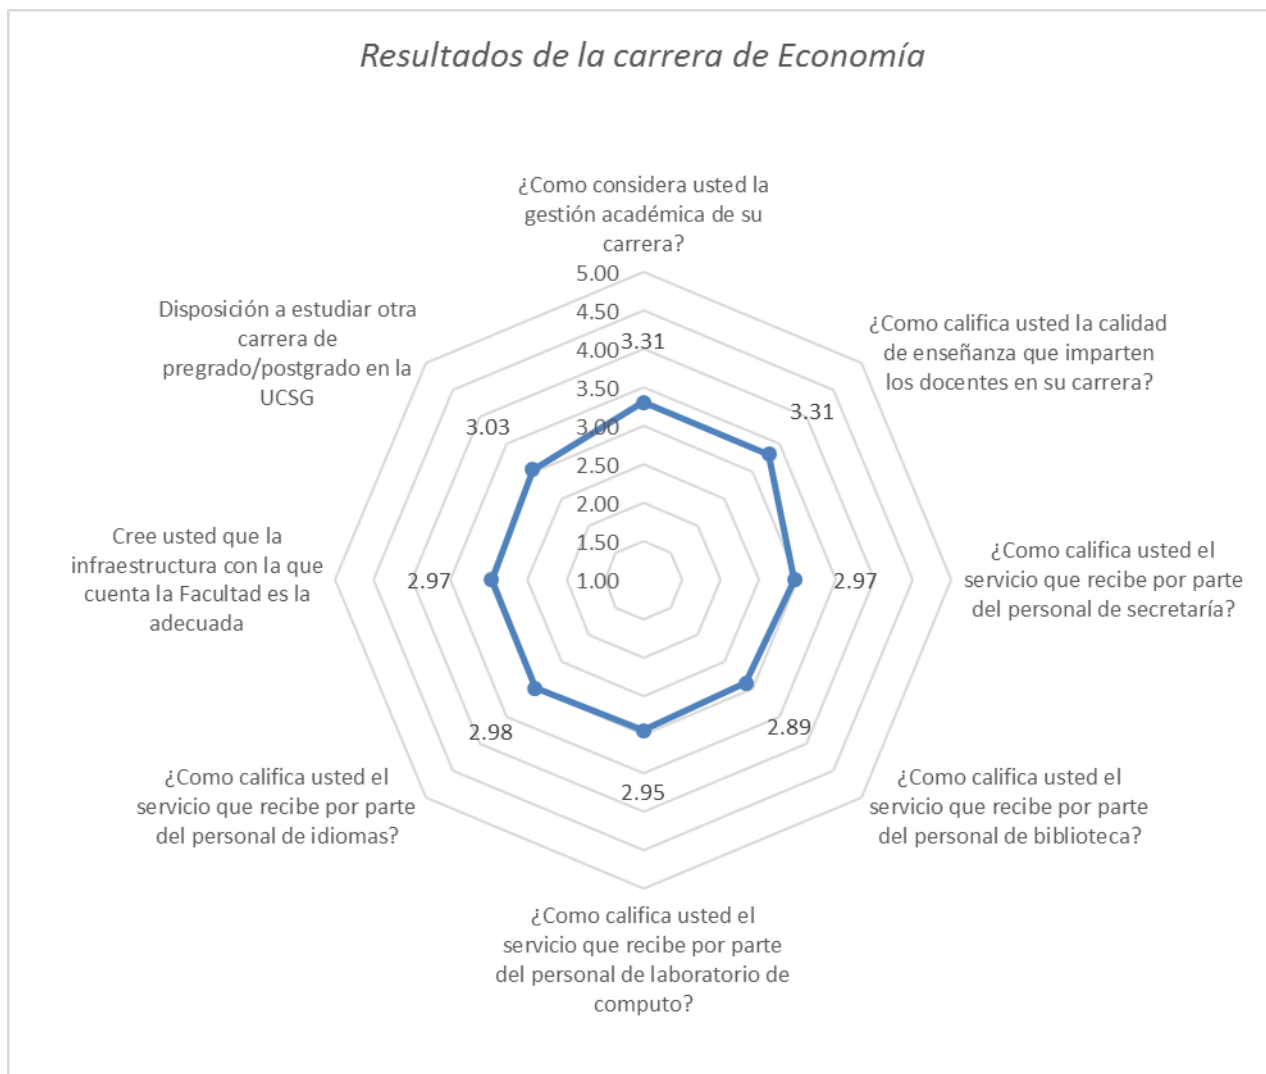 Resultados de la carrera de Economía
¿Como considera usted la
gestión académica de su
carrera?
5.00
4.50
4.00
3.50
3.00
2.50
2.00
1.50
1.00
3.31
¿Como califica usted la calidad
de enseñanza que imparten
los docentes en su carrera?
3.31
¿Como califica usted el
servicio que recibe por parte
del personal de secretaría?
2.97
¿Como califica usted el
servicio que recibe por parte
del personal de biblioteca?
2.89
¿Como califica usted el
servicio que recibe por parte
del personal de laboratorio de
computo?
2.95
¿Como califica usted el
servicio que recibe por parte
del personal de idiomas?
2.98
Cree usted que la
infraestructura con la que
cuenta la Facultad es la
adecuada
2.97
Disposición a estudiar otra
carrera de
pregrado/postgrado en la
UCSG
3.03